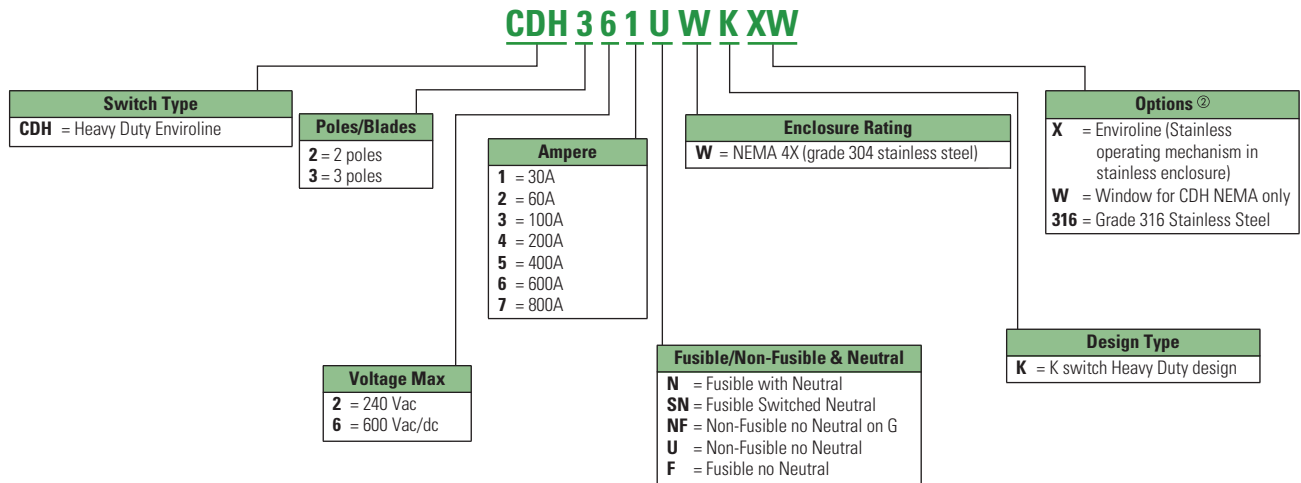 CDH 3 6 1 U W K XW
Switch Type
CDH = Heavy Duty Enviroline
Poles/Blades
2 = 2 poles
3 = 3 poles
Ampere
1 = 30A
2 = 60A
3 = 100A
4 = 200A
5 = 400A
6 = 600A
7 = 800A
Enclosure Rating
W = NEMA 4X (grade 304 stainless steel)
Options ②
X = Enviroline (Stainless
operating mechanism in
stainless enclosure)
W = Window for CDH NEMA only
316 = Grade 316 Stainless Steel
Voltage Max
2 = 240 Vac
6 = 600 Vac/dc
Fusible/Non-Fusible & Neutral
N = Fusible with Neutral
SN = Fusible Switched Neutral
NF = Non-Fusible no Neutral on G
U = Non-Fusible no Neutral
F = Fusible no Neutral
Design Type
K = K switch Heavy Duty design